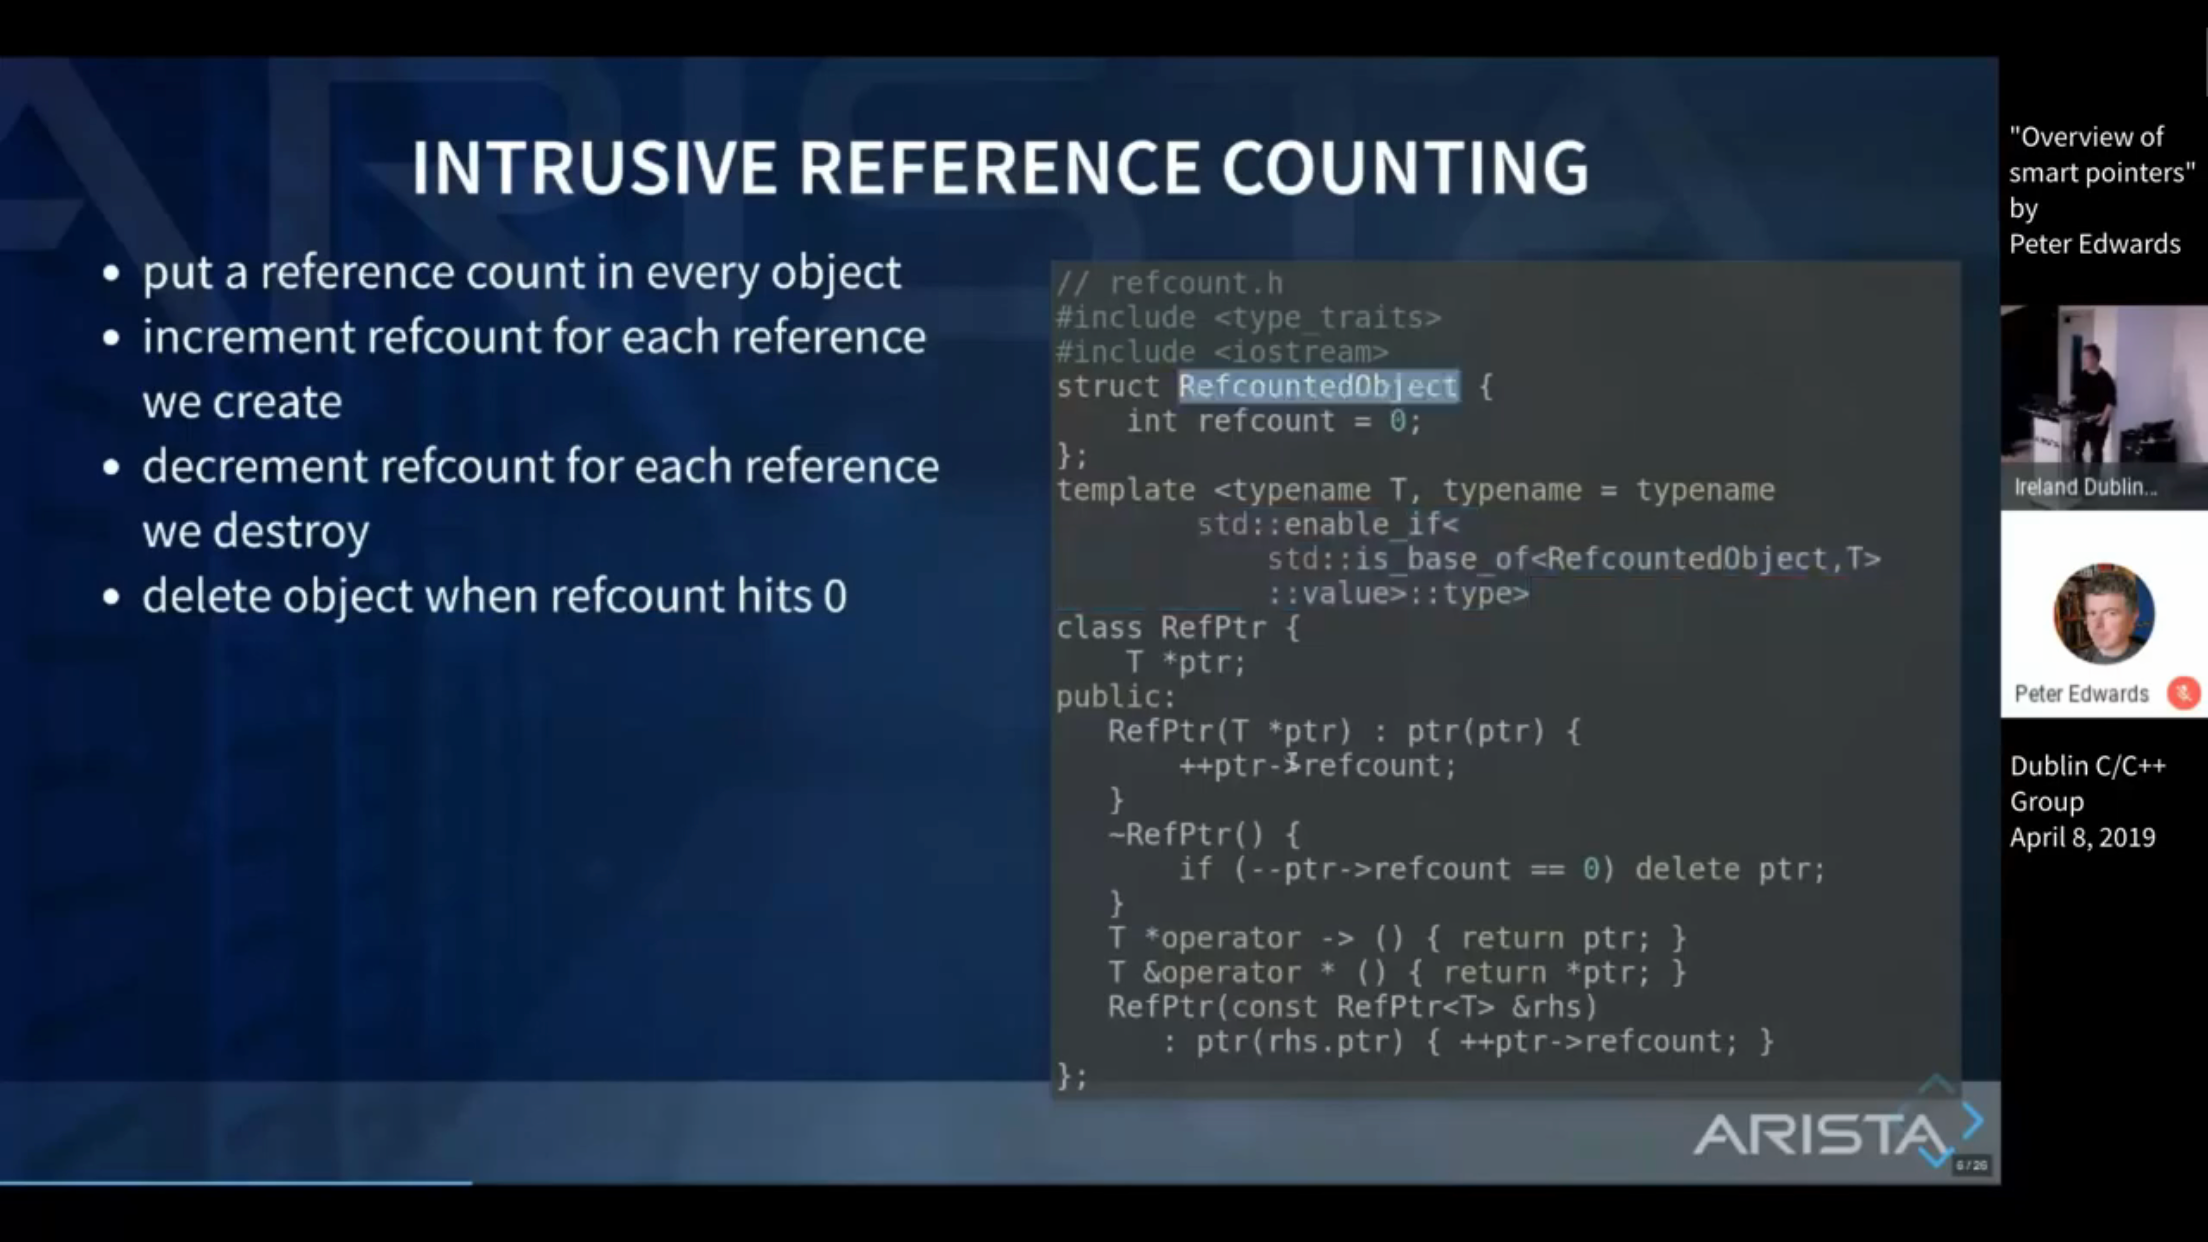 INTRUSIVE REFERENCE COUNTING
• put a reference count in every object
• increment refcount for each reference
we create
• decrement refcount for each reference
we destroy
• delete object when refcount hits 0
// refcount.h
#include <type_traits>
#include <iostream>
struct RefcountedObject {
int refcount = 0;
};
template <typename T, typename = typename
std::enable_if<
std::is_base_of<RefcountedObject,T>
::value>::type>
class RefPtr {
T *ptr;
public:
RefPtr(T *ptr) : ptr(ptr) {
++ptr->refcount;
}
~RefPtr() {
if (--ptr->refcount == 0) delete ptr;
}
T *operator -> () { return ptr; }
T &operator * () { return *ptr; }
RefPtr(const RefPtr<T> &rhs)
: ptr(rhs.ptr) { ++ptr->refcount; }
};
ARISTA
6 / 26
"Overview of
smart pointers"
by
Peter Edwards
Ireland Dublin...
Peter Edwards
Dublin C/C++
Group
April 8, 2019